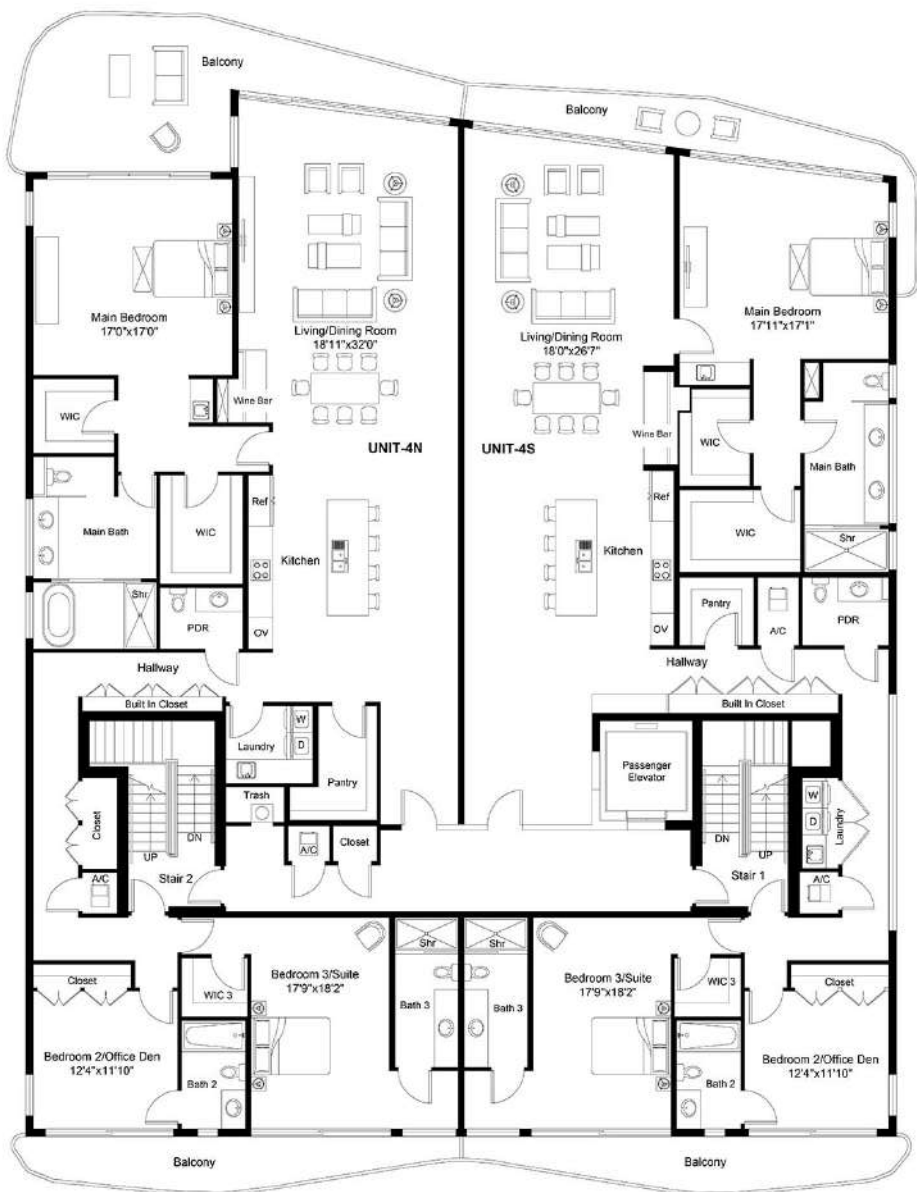 Balcony
Balcony
Main Bedroom
17'0"x17'0"
Living/Dining Room
18'11"x32'0"
Living/Dining Room
18'0"x26'7"
Main Bedroom
17'11"x17'1"
WIC
Wine Bar
UNIT-4N
UNIT-4S
Wine Bar
WIC
Main Bath
Main Bath
WIC
Ref
Kitchen
Ref
Kitchen
WIC
Shr
Shr
PDR
OV
OV
Pantry
A/C
PDR
Hallway
Hallway
Built In Closet
Built In Closet
Laundry
W
D
Pantry
Trash
Passenger
Elevator
Closet
UP
DN
Stair 2
A/C
A/C
Closet
DN
UP
Stair 1
W
D
Laundry
A/C
Closet
WIC 3
Bedroom 3/Suite
17'9"x18'2"
Shr
Shr
Bath 3
Bath 3
Bedroom 3/Suite
17'9"x18'2"
WIC 3
Closet
Bedroom 2/Office Den
12'4"x11'10"
Bath 2
Bath 2
Bedroom 2/Office Den
12'4"x11'10"
Balcony
Balcony